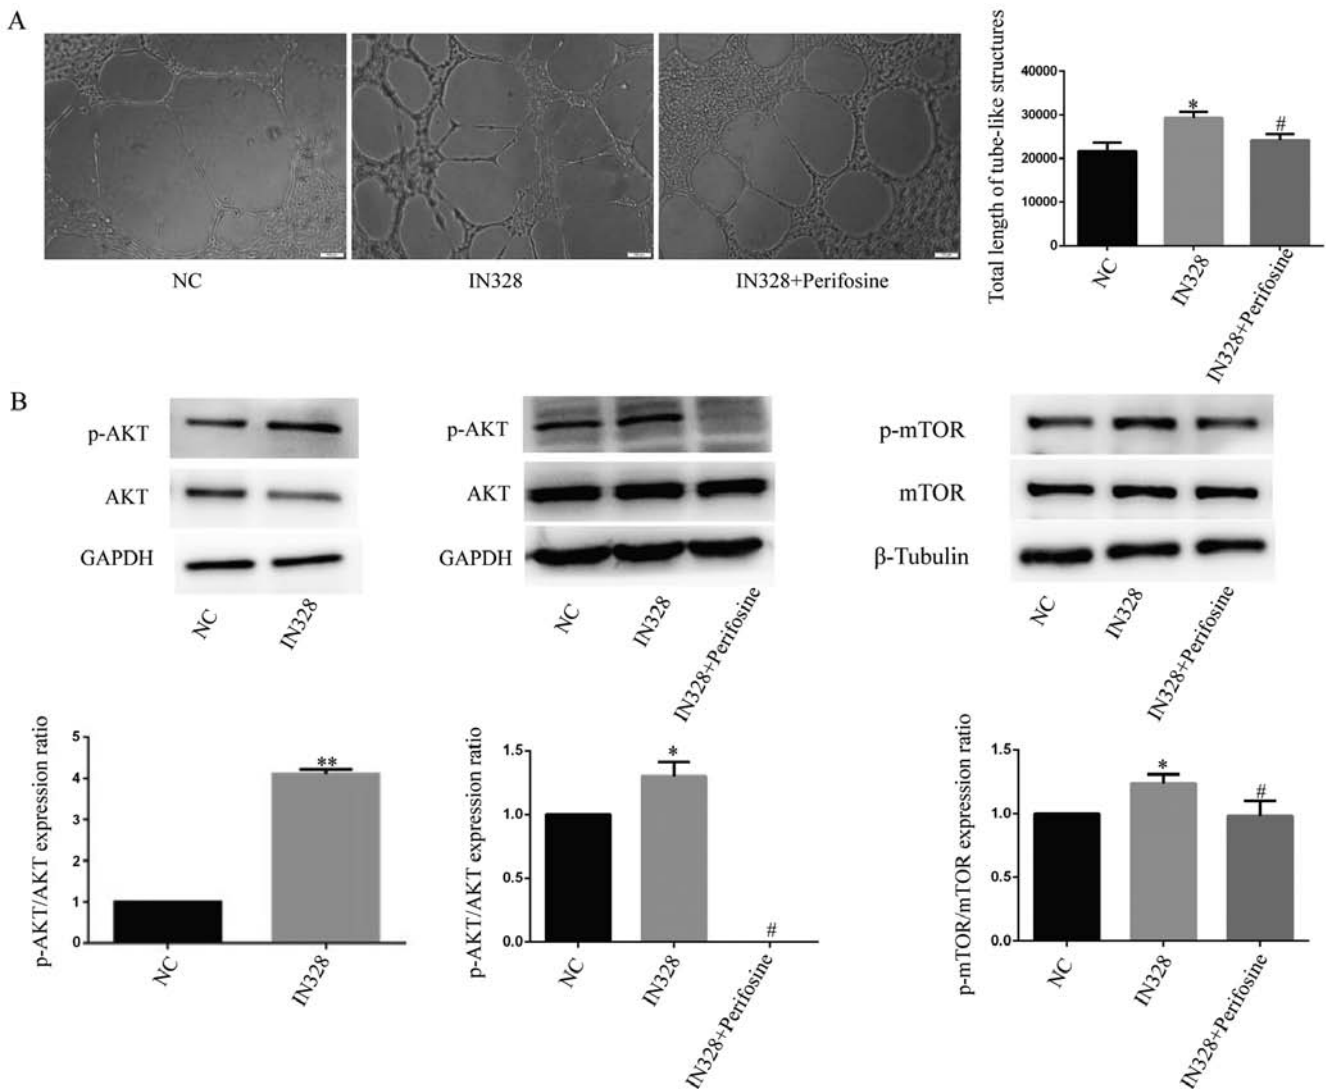 A
NC
IN328
IN328+Perifosine
Total length of tube-like structures
40000
30000
20000
10000
0
*
#
NC
IN328
IN328+Perifosine
B
p-AKT
AKT
GAPDH
NC
IN328
p-AKT
AKT
GAPDH
NC
IN328
IN328+Perifosine
p-mTOR
mTOR
β-Tubulin
NC
IN328
IN328+Perifosine
p-AKT/AKT expression ratio
5
4
3
2
1
0
**
NC
IN328
p-AKT/AKT expression ratio
1.5
1.0
0.5
0.0
*
#
NC
IN328
IN328+Perifosine
p-mTOR/mTOR expression ratio
1.5
1.0
0.5
0.0
*
#
NC
IN328
IN328+Perifosine